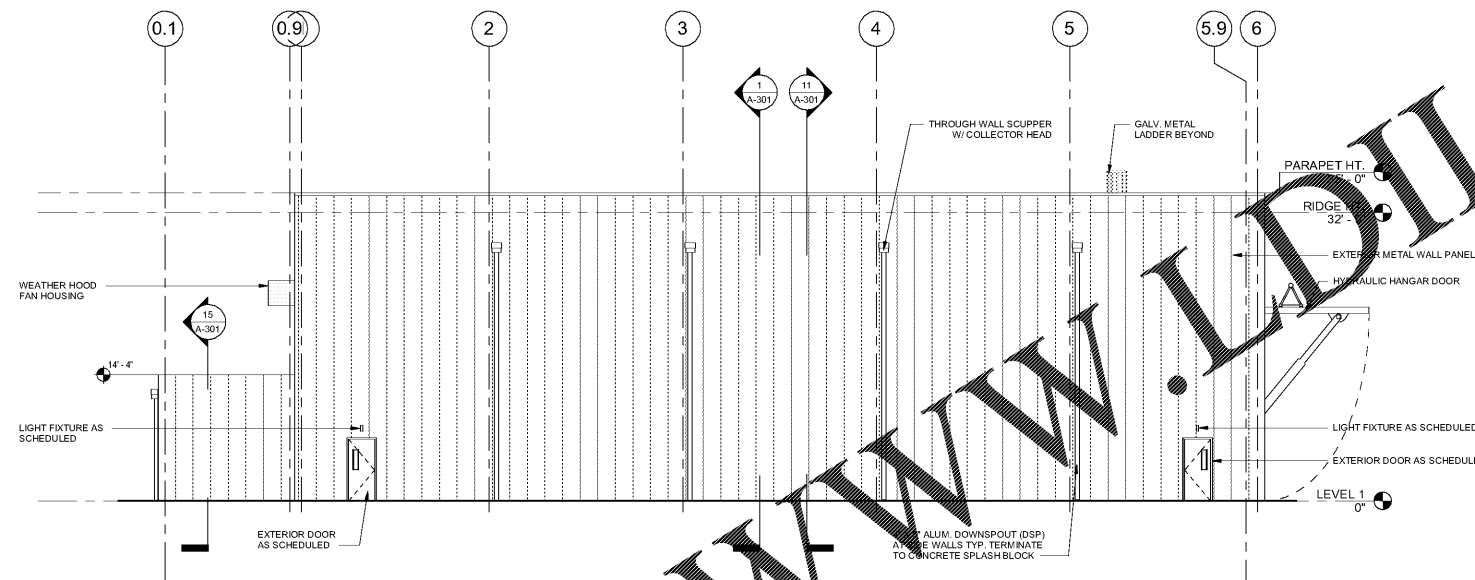 0.1
0.9
2
3
4
5
5.9
6
1
A-301
11
A-301
THROUGH WALL SCUPPER
W/ COLLECTOR HEAD
GALV. METAL
LADDER BEYOND
PARAPET HT.
RIDGE HT.
32' -
EXTERIOR METAL WALL PANEL
HYDRAULIC HANGAR DOOR
WEATHER HOOD
FAN HOUSING
15
A-301
14' - 4"
LIGHT FIXTURE AS
SCHEDULED
LIGHT FIXTURE AS SCHEDULED
EXTERIOR DOOR AS SCHEDUL
LEVEL 1
0"
EXTERIOR DOOR
AS SCHEDULED
ALUM. DOWNSPOUT (DSP)
WALLS TYP. TERMINATE
TO CONCRETE SPLASH BLOCK
WWW.LD